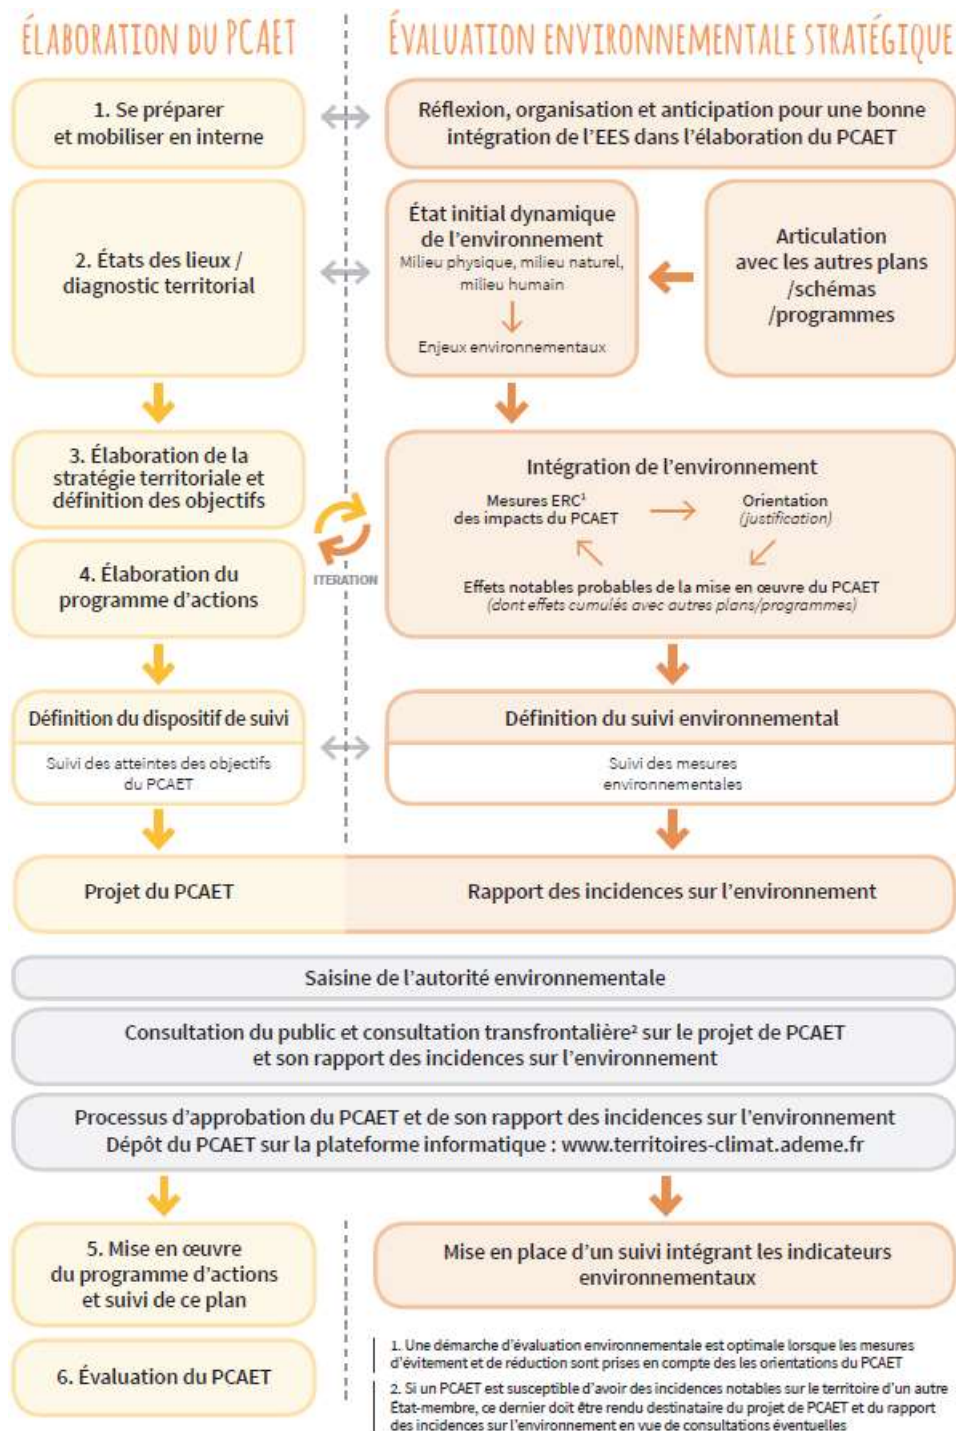 ÉLABORATION DU PCAET
ÉVALUATION ENVIRONNEMENTALE STRATÉGIQUE
1. Se préparer
et mobiliser en interne
Réflexion, organisation et anticipation pour une bonne
intégration de l'EES dans l'élaboration du PCAET
2. États des lieux /
diagnostic territorial
État initial dynamique
de l'environnement
Milieu physique, milieu naturel,
milieu humain
Enjeux environnementaux
Articulation
avec les autres plans
/schémas
/programmes
3. Élaboration de la
stratégie territoriale et
définition des objectifs
4. Élaboration du
programme d'actions
ITERATION
Intégration de l'environnement
Mesures ERC¹
des impacts du PCAET
Orientation
(justification)
Effets notables probables de la mise en œuvre du PCAET
(dont effets cumulés avec autres plans/programmes)
Définition du dispositif de suivi
Suivi des atteintes des objectifs
du PCAET
Définition du suivi environnemental
Suivi des mesures
environnementales
Projet du PCAET
Rapport des incidences sur l'environnement
Saisine de l'autorité environnementale
Consultation du public et consultation transfrontalière² sur le projet de PCAET
et son rapport des incidences sur l'environnement
Processus d'approbation du PCAET et de son rapport des incidences sur l'environnement
Dépôt du PCAET sur la plateforme informatique : www.territoires-climat.ademe.fr
5. Mise en œuvre
du programme d'actions
et suivi de ce plan
Mise en place d'un suivi intégrant les indicateurs
environnementaux
6. Évaluation du PCAET
1. Une démarche d'évaluation environnementale est optimale lorsque les mesures
d'évitement et de réduction sont prises en compte des les orientations du PCAET
2. Si un PCAET est susceptible d'avoir des incidences notables sur le territoire d'un autre
État-membre, ce dernier doit être rendu destinataire du projet de PCAET et du rapport
des incidences sur l'environnement en vue de consultations éventuelles